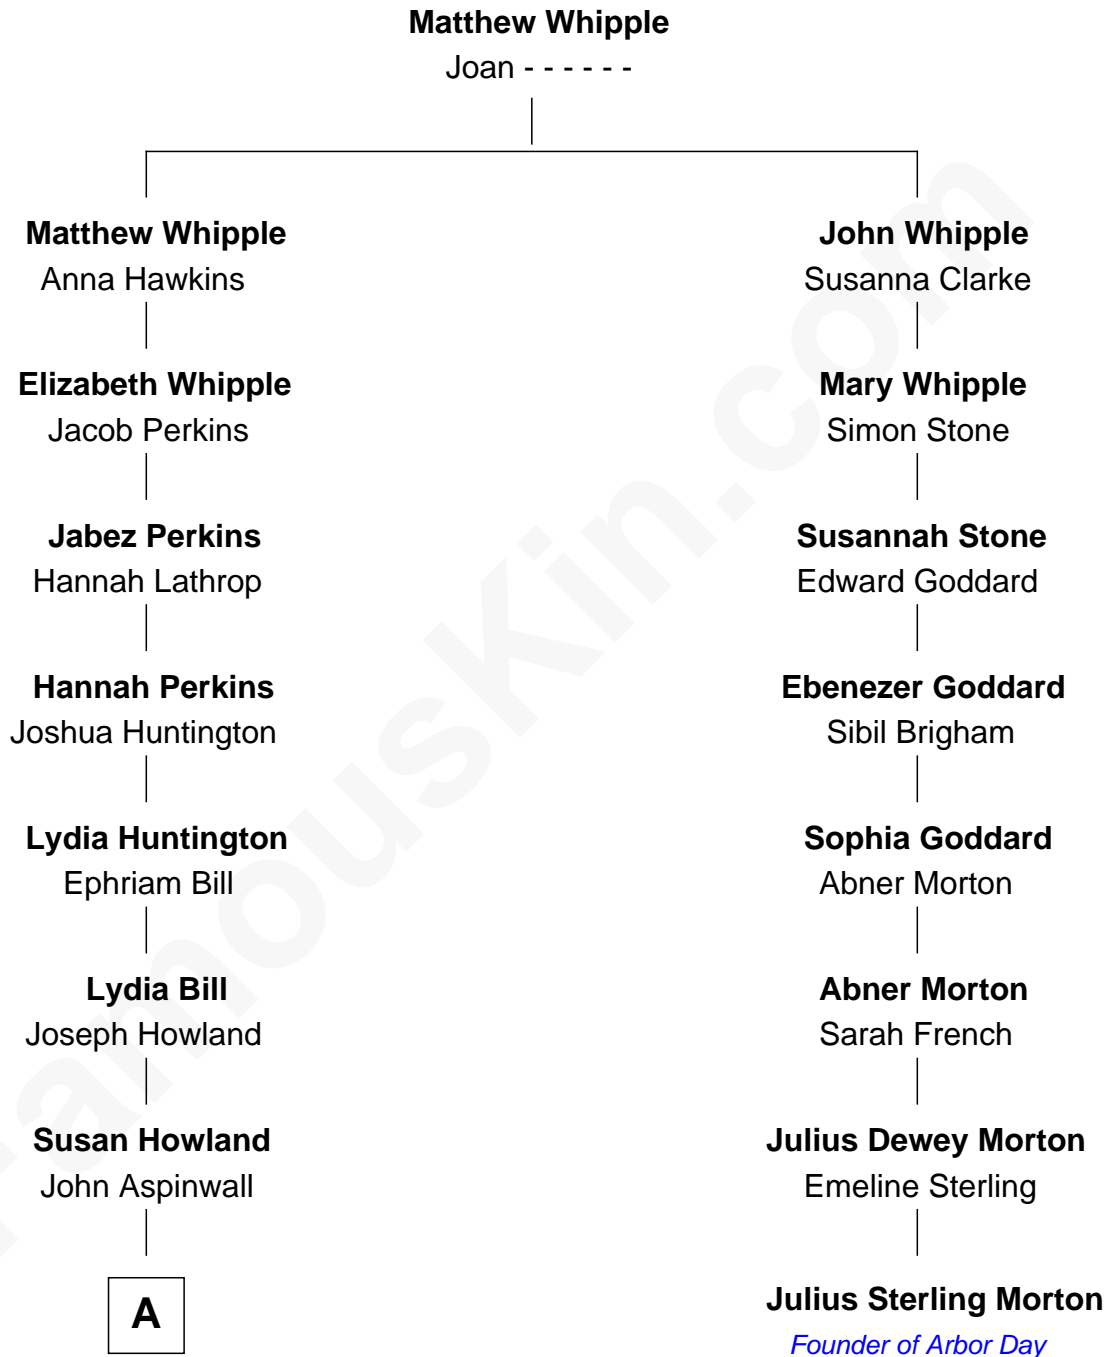 Matthew Whipple
Joan - - - - - -
Matthew Whipple
Anna Hawkins
Elizabeth Whipple
Jacob Perkins
Jabez Perkins
Hannah Lathrop
Hannah Perkins
Joshua Huntington
Lydia Huntington
Ephriam Bill
Lydia Bill
Joseph Howland
Susan Howland
John Aspinwall
A
John Whipple
Susanna Clarke
Mary Whipple
Simon Stone
Susannah Stone
Edward Goddard
Ebenezer Goddard
Sibil Brigham
Sophia Goddard
Abner Morton
Abner Morton
Sarah French
Julius Dewey Morton
Emeline Sterling
Julius Sterling Morton
Founder of Arbor Day
FamousKin.com